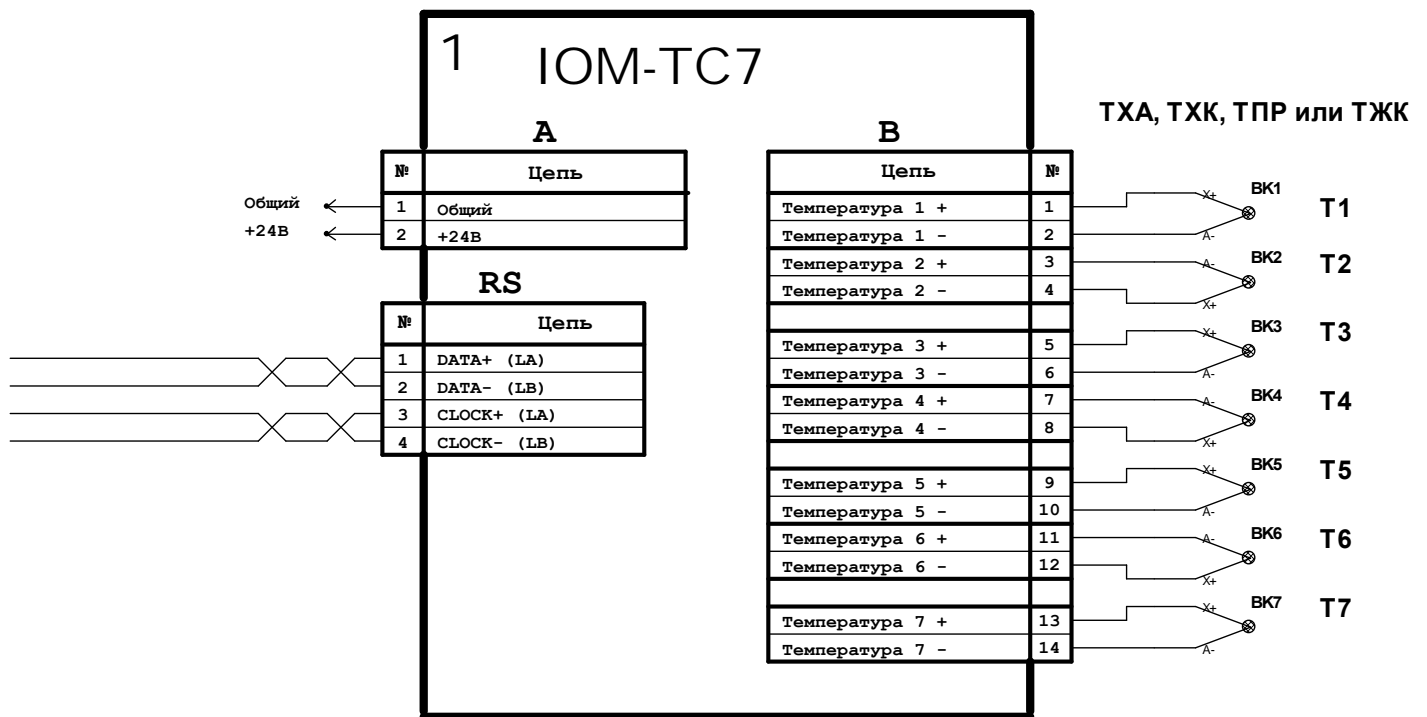 1 IOM-TC7
ТХА, ТХК, ТПР или ТЖК
A
№ Цепь
Общий 1 Общий
+24В 2 +24В
RS
№ Цепь
1 DATA+ (LA)
2 DATA- (LB)
3 CLOCK+ (LA)
4 CLOCK- (LB)
B
Цепь №
Температура 1 + 1 X+ BK1 T1
Температура 1 - 2 A-
Температура 2 + 3 A- BK2 T2
Температура 2 - 4 X+
Температура 3 + 5 X+ BK3 T3
Температура 3 - 6 A-
Температура 4 + 7 A- BK4 T4
Температура 4 - 8 X+
Температура 5 + 9 X+ BK5 T5
Температура 5 - 10 A-
Температура 6 + 11 A- BK6 T6
Температура 6 - 12 X+
Температура 7 + 13 X+ BK7 T7
Температура 7 - 14 A-